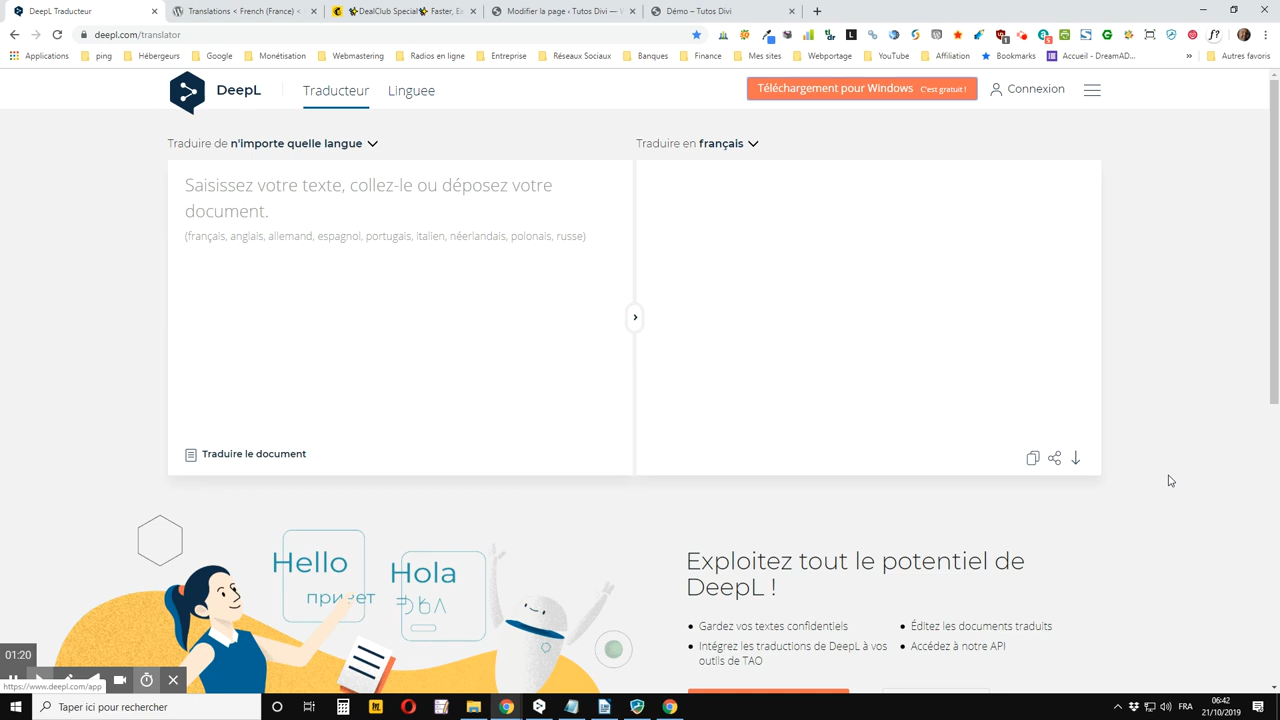 DeepL Traducteur
Translations < French (France) <
DealClub Special Faster, Ea
Modifier la page ‹ Tutos Divi — 
Démo – Tutos Divi
deepl.com/translator
Applications
ping
Hébergeurs
Google
Monétisation
Webmastering
Radios en ligne
Entreprise
Réseaux Sociaux
Banques
Finance
Mes sites
Webportage
YouTube
Affiliation
Bookmarks
Accueil - DreamAD...
»
Autres favoris
DeepL
Traducteur
Linguee
Téléchargement pour Windows C'est gratuit !
Connexion
Traduire de n'importe quelle langue
Traduire en français
Saisissez votre texte, collez-le ou déposez votre
document.
(français, anglais, allemand, espagnol, portugais, italien, néerlandais, polonais, russe)
Traduire le document
Hello
привет
Hola
Exploitez tout le potentiel de
DeepL !
Gardez vos textes confidentiels
Éditez les documents traduits
Intégrez les traductions de DeepL à vos
outils de TAO
Accédez à notre API
01:20
https://www.deepl.com/app
Taper ici pour rechercher
FRA
06:42
21/10/2019